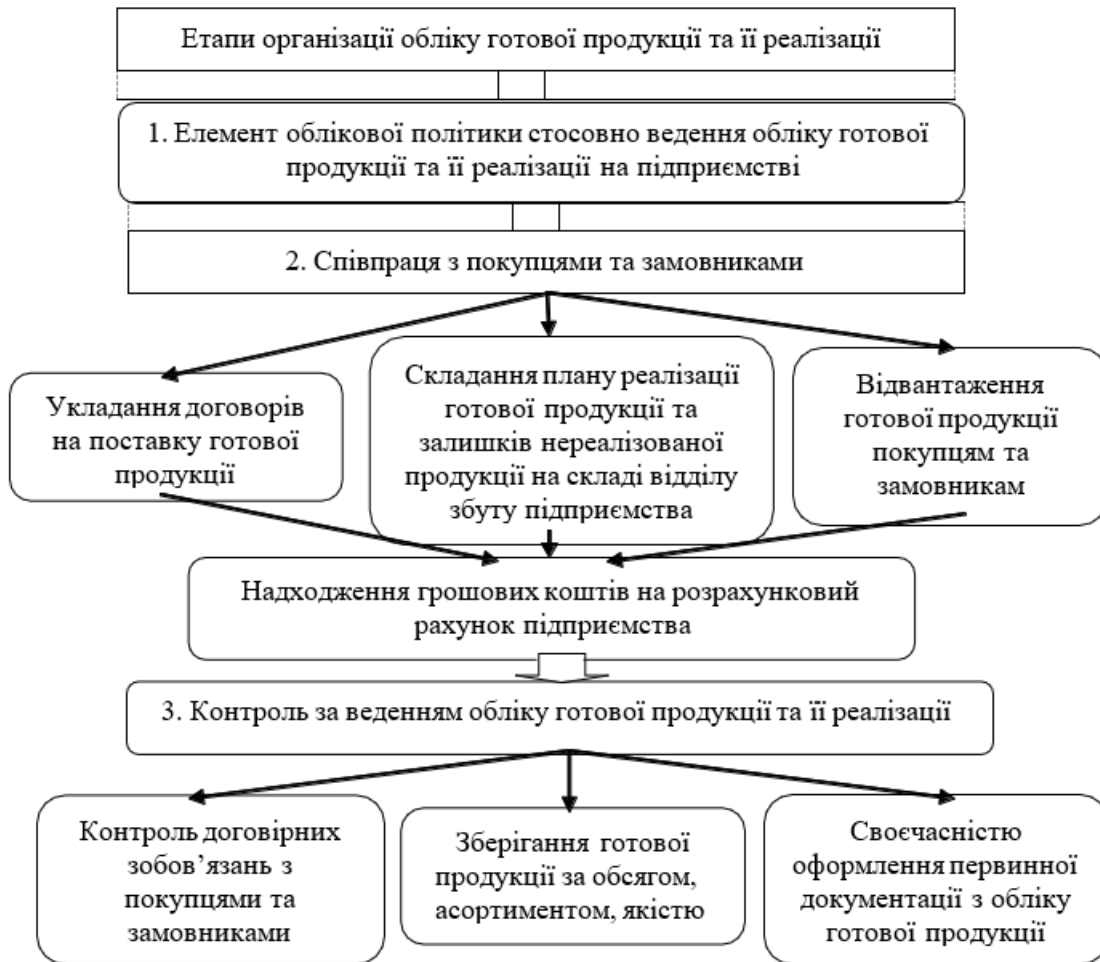 Етапи організації обліку готової продукції та її реалізації
1. Елемент облікової політики стосовно ведення обліку готової
продукції та її реалізації на підприємстві
2. Співпраця з покупцями та замовниками
Укладання договорів
на поставку готової
продукції
Складання плану реалізації
готової продукції та
залишків нереалізованої
продукції на складі відділу
збуту підприємства
Відвантаження
готової продукції
покупцям та
замовникам
Надходження грошових коштів на розрахунковий
рахунок підприємства
3. Контроль за веденням обліку готової продукції та її реалізації
Контроль договірних
зобов’язань з
покупцями та
замовниками
Зберігання готової
продукції за обсягом,
асортиментом, якістю
Своєчасністю
оформлення первинної
документації з обліку
готової продукції